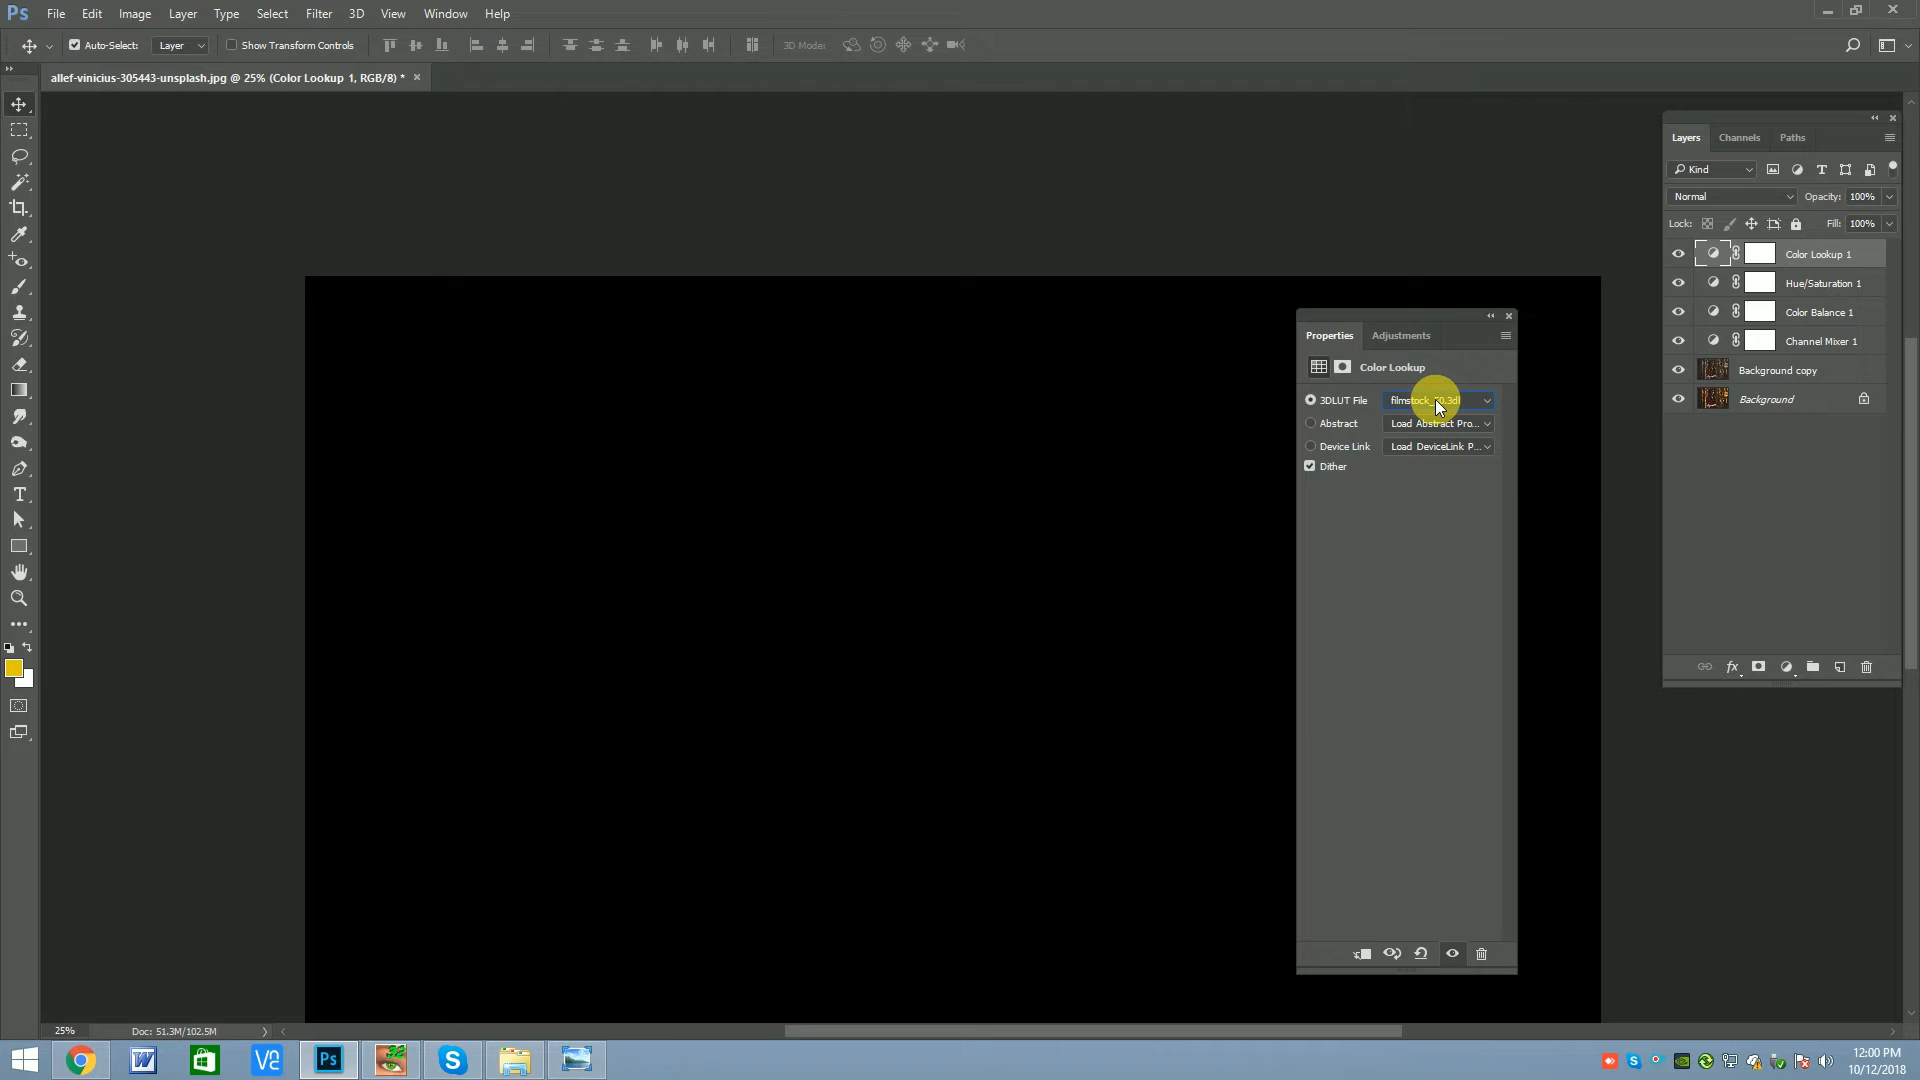 Ps File Edit Image Layer Type Select Filter 3D View Window Help
Auto-Select: Layer Show Transform Controls 3D Mode:
allef-vinicius-305443-unsplash.jpg @ 25% (Color Lookup 1, RGB/8) *
Layers Channels Paths
Kind
Normal Opacity: 100%
Lock: Fill: 100%
Color Lookup 1
Hue/Saturation 1
Color Balance 1
Channel Mixer 1
Background copy
Background
Properties Adjustments
Color Lookup
3DLUT File filmstock_50.3dl
Abstract Load Abstract Pro...
Device Link Load DeviceLink P...
Dither
fx
25% Doc: 51.3M/102.5M
12:00 PM
10/12/2018